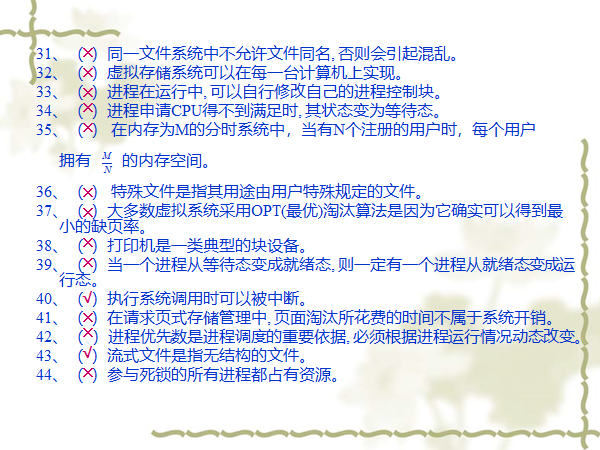 31、 (×) 同一文件系统中不允许文件同名, 否则会引起混乱。
32、 (×) 虚拟存储系统可以在每一台计算机上实现。
33、 (×) 进程在运行中, 可以自行修改自己的进程控制块。
34、 (×) 进程申请CPU得不到满足时, 其状态变为等待态。
35、 (×) 在内存为M的分时系统中，当有N个注册的用户时，每个用户
拥有 M/N 的内存空间。
36、 (×) 特殊文件是指其用途由用户特殊规定的文件。
37、 (×) 大多数虚拟系统采用OPT(最优)淘汰算法是因为它确实可以得到最
小的缺页率。
38、 (×) 打印机是一类典型的块设备。
39、 (×) 当一个进程从等待态变成就绪态, 则一定有一个进程从就绪态变成运
行态。
40、 (√) 执行系统调用时可以被中断。
41、 (×) 在请求页式存储管理中, 页面淘汰所花费的时间不属于系统开销。
42、 (×) 进程优先数是进程调度的重要依据, 必须根据进程运行情况动态改变。
43、 (√) 流式文件是指无结构的文件。
44、 (×) 参与死锁的所有进程都占有资源。